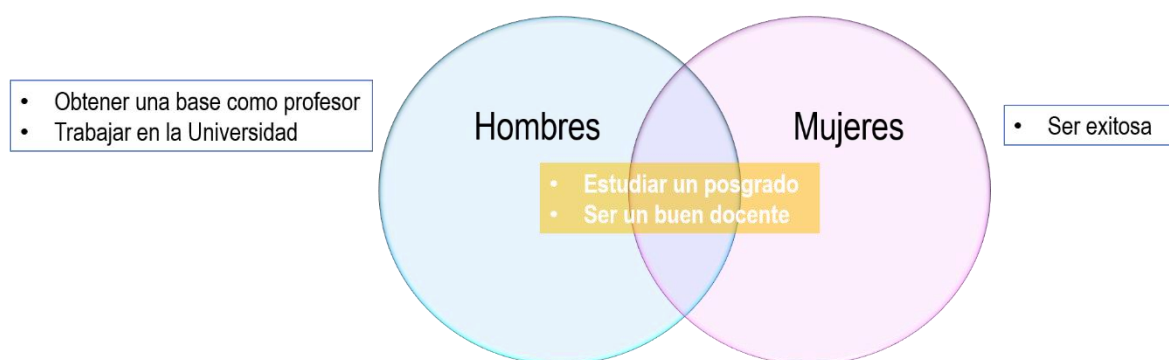 • Obtener una base como profesor
• Trabajar en la Universidad
Hombres
Mujeres
• Ser exitosa
• Estudiar un posgrado
• Ser un buen docente